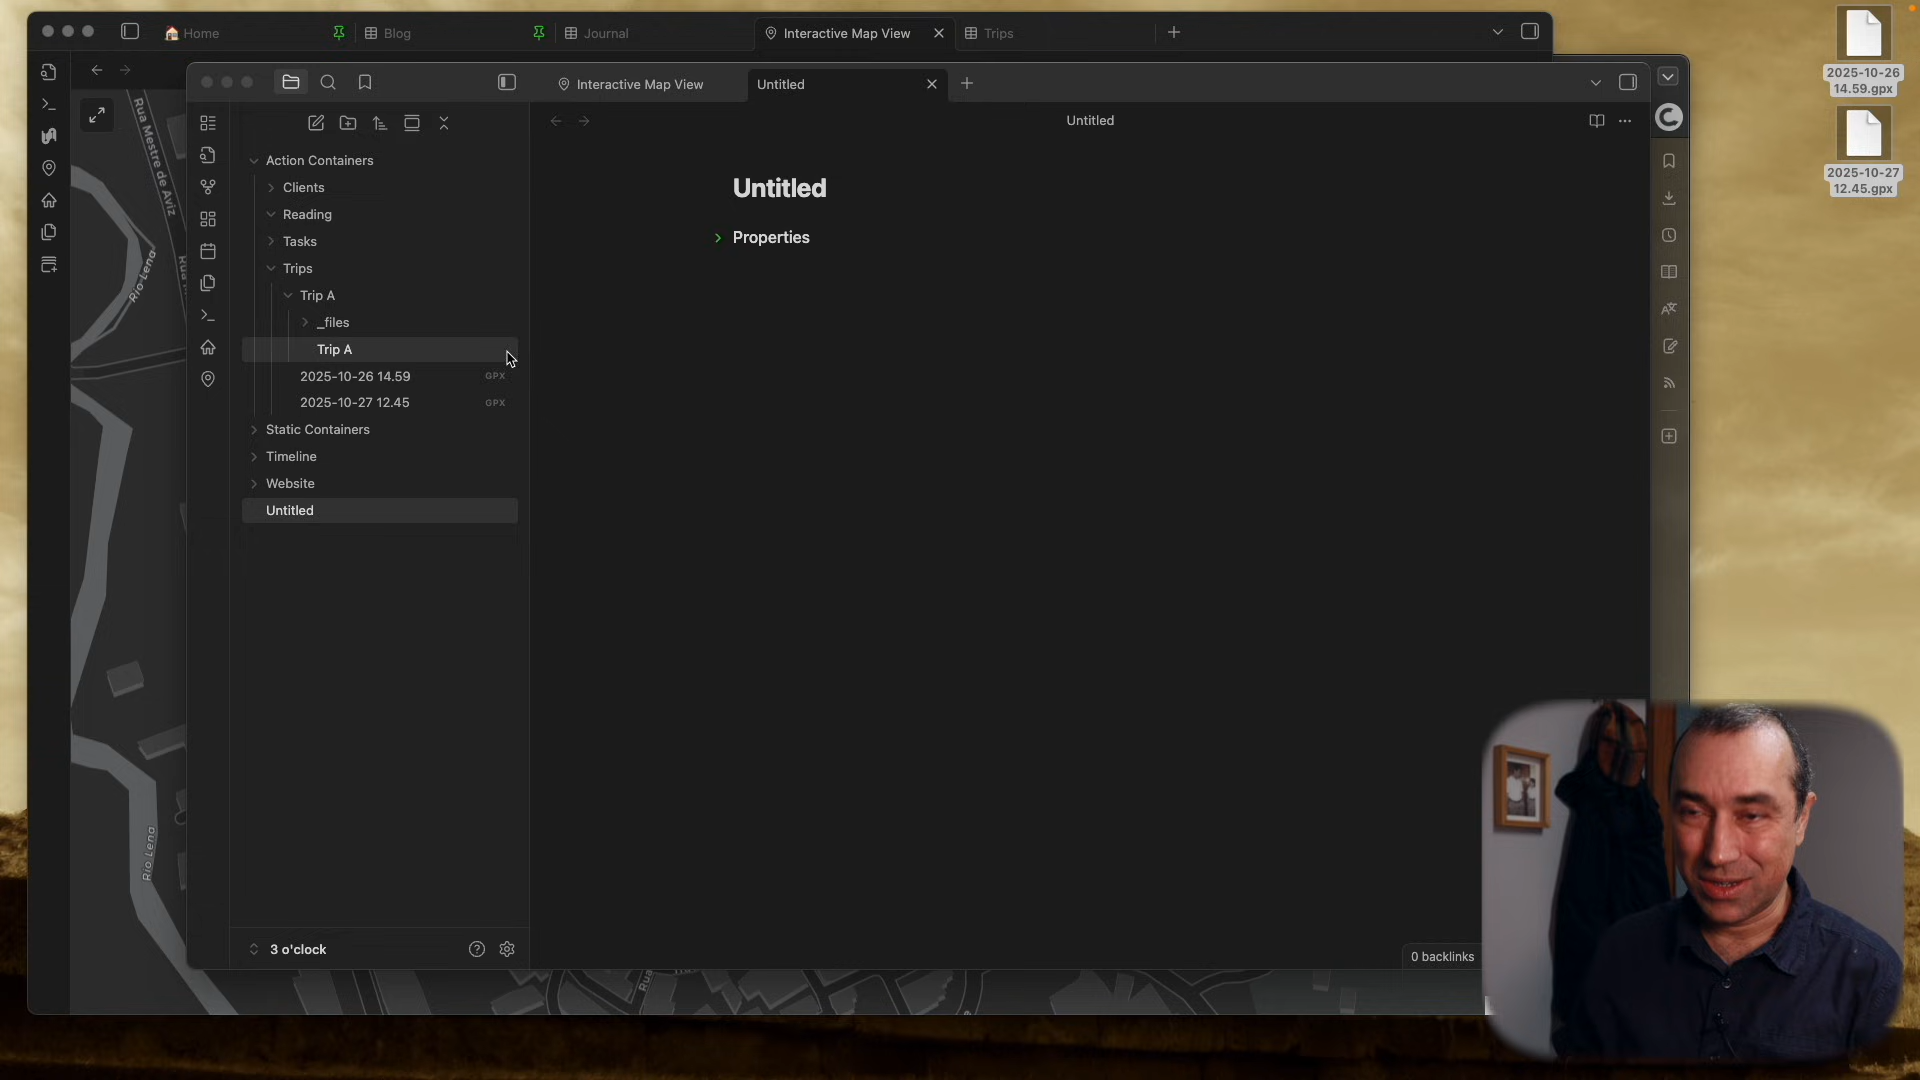 Home
Blog
Journal
Interactive Map View
Trips
Interactive Map View
Untitled
Untitled
Action Containers
Clients
Reading
Tasks
Trips
Trip A
_files
Trip A
2025-10-26 14.59 GPX
2025-10-27 12.45 GPX
Static Containers
Timeline
Website
Untitled
3 o'clock
Untitled
Properties
0 backlinks
Rua Mestre de Aviz
Rio Lena
Rio Lena
Rua
2025-10-26
14.59.gpx
2025-10-27
12.45.gpx